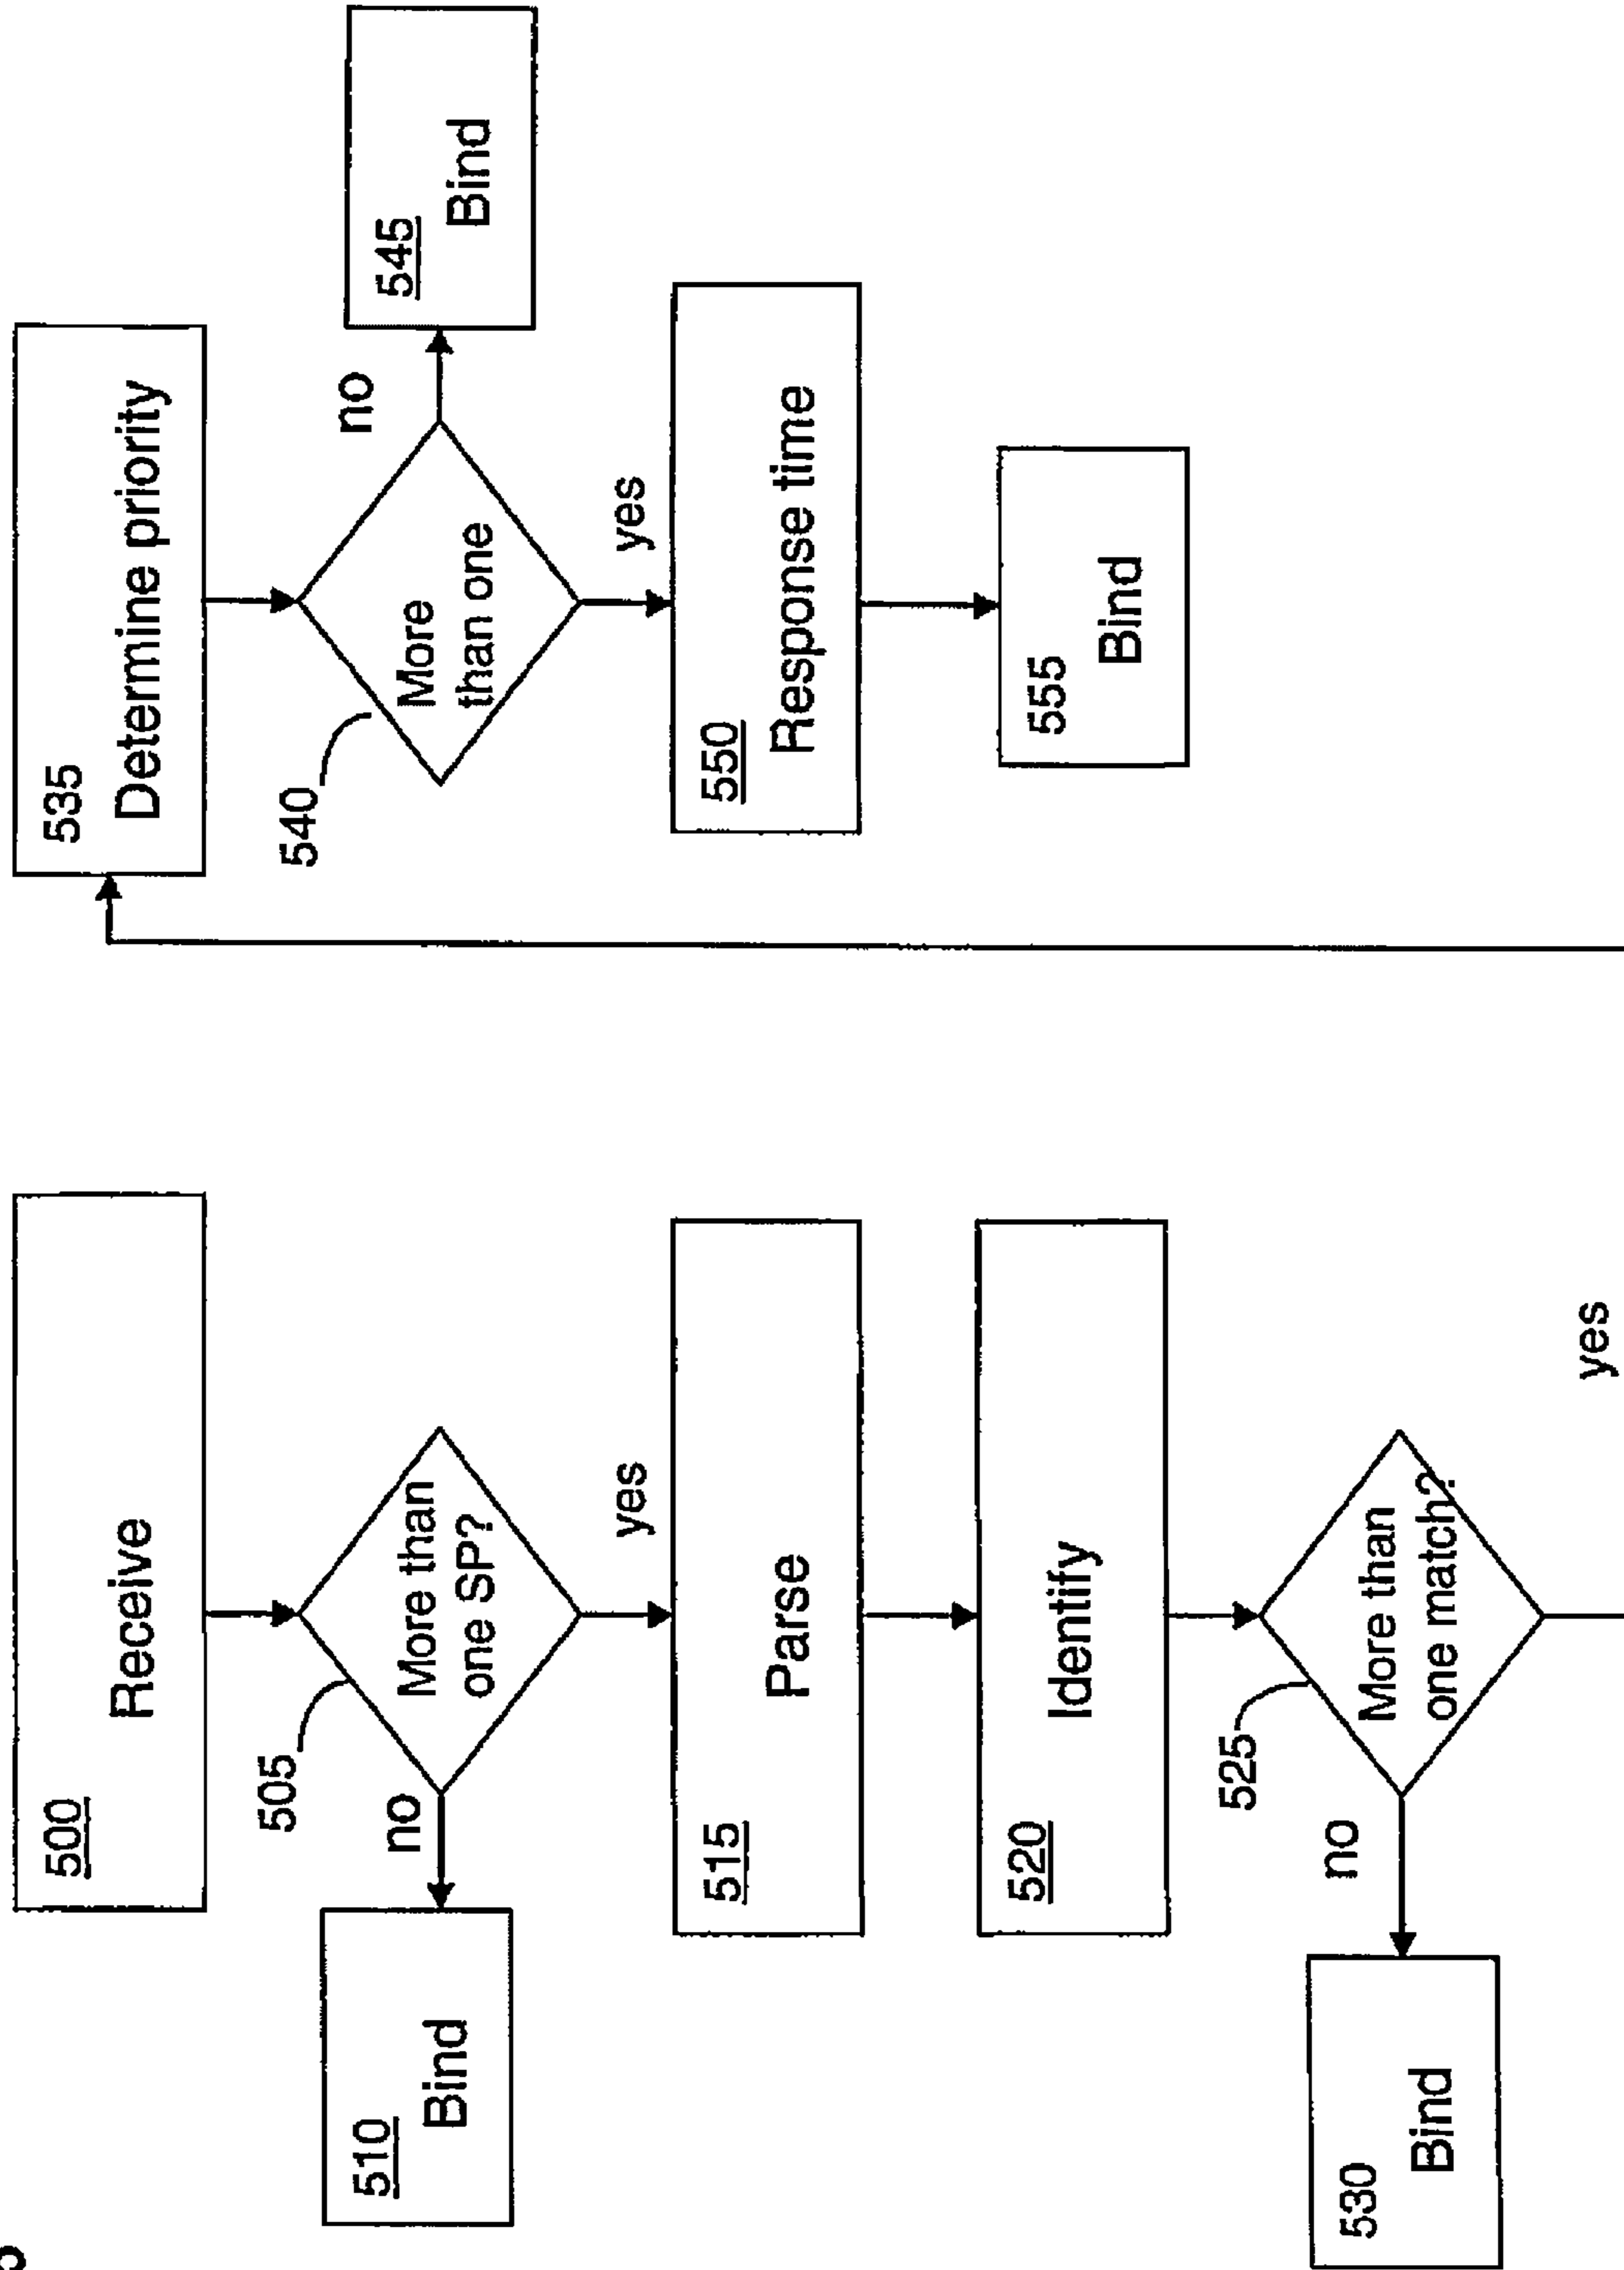 500
Receive
505
More than
one SP?
no
510
Bind
yes
515
Parse
520
Identify
525
More than
one match?
no
530
Bind
yes
535
Determine priority
540
More
than one
no
545
Bind
yes
550
Response time
555
Bind